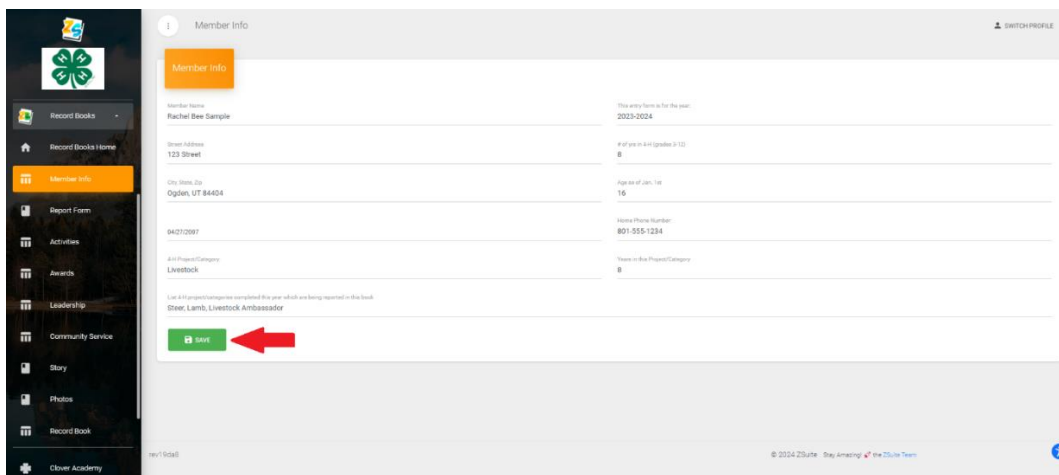 ZS
H H
H H
Member Info
SWITCH PROFILE
Member Info
Record Books
Record Books Home
Member Info
Report Form
Activities
Awards
Leadership
Community Service
Story
Photos
Record Book
Clover Academy
Member Name
Rachel Bee Sample
This entry form is for the year.
2023-2024
Street Address
123 Street
# of yrs in 4-H (grades 3-12)
8
City, State, Zip
Ogden, UT 84404
Age as of Jan. 1st
16
04/27/2007
Home Phone Number
801-555-1234
4-H Project/Category
Livestock
Years in this Project/Category
8
List 4-H project/categories completed this year which are being reported in this book
Steer, Lamb, Livestock Ambassador
SAVE
rev19da8
© 2024 ZSuite Stay Amazing! 🚀 the ZSuite Team